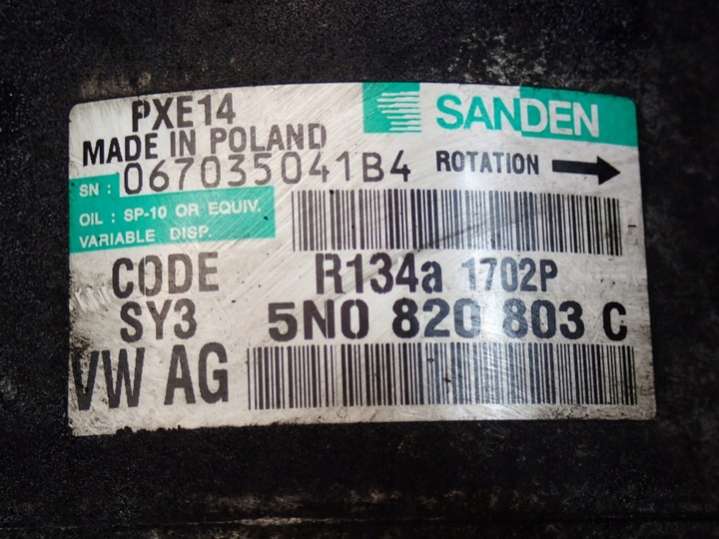 PXE14
SANDEN
MADE IN POLAND
SN : 067035041B4
ROTATION
OIL : SP-10 OR EQUIV.
VARIABLE DISP.
CODE
R134a 1702P
SY3
5N0 820 803 C
VW AG